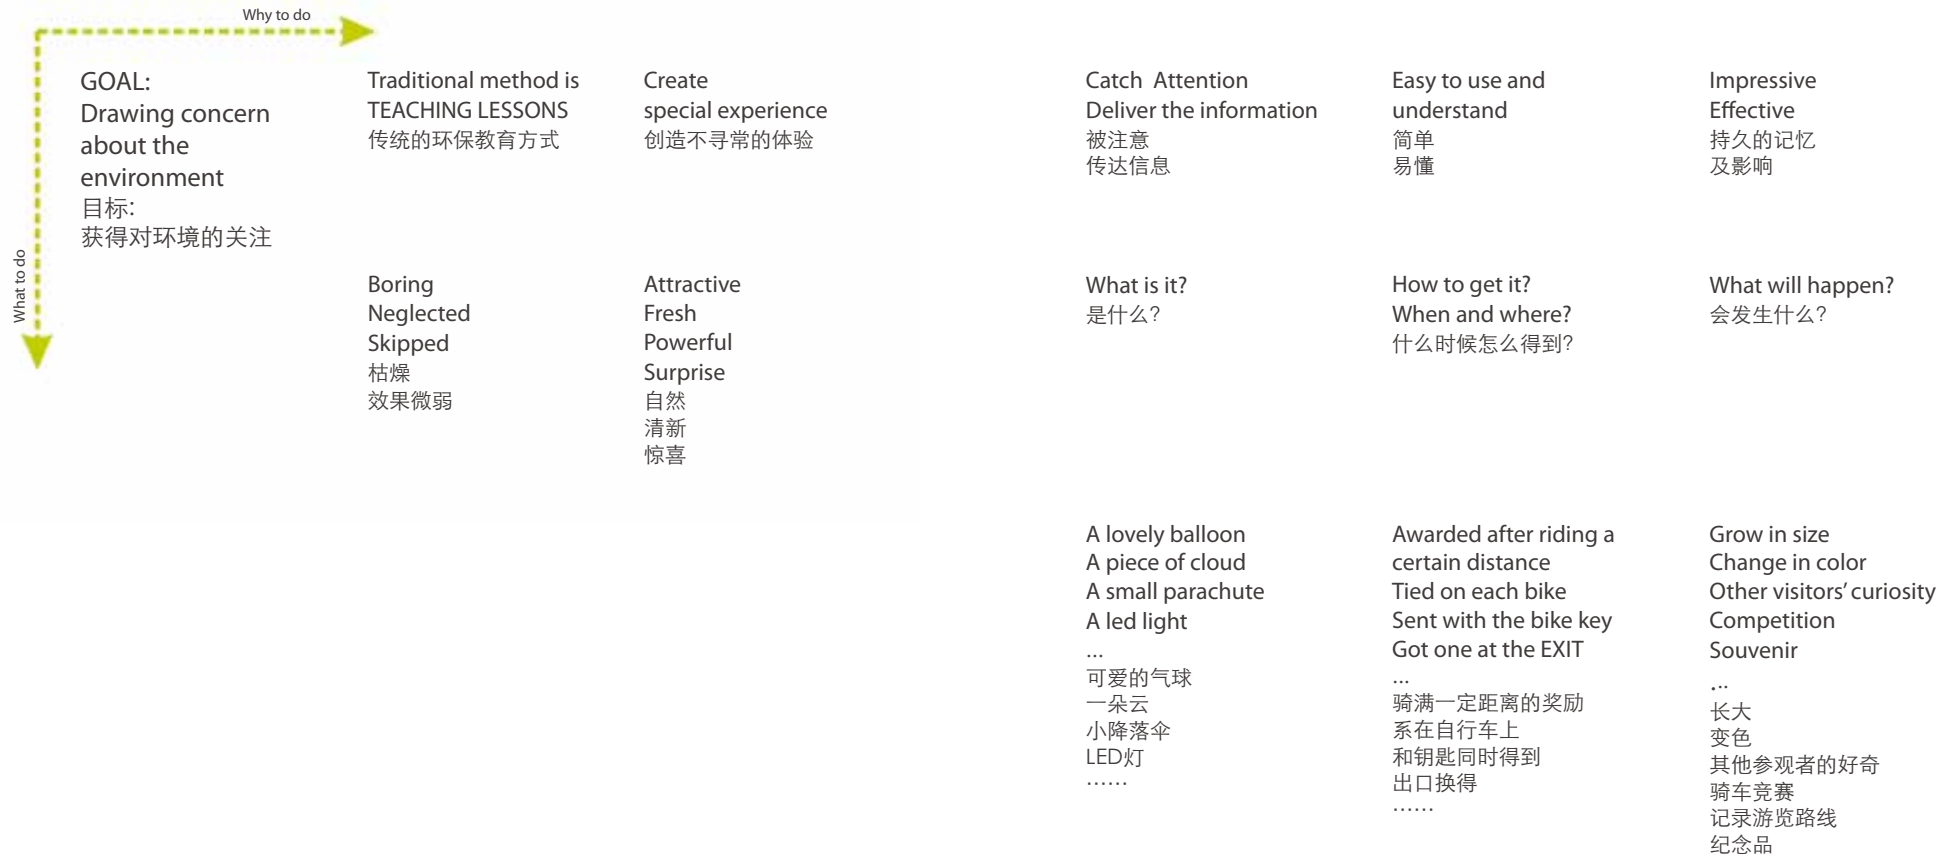 Why to do
What to do
GOAL:
Drawing concern
about the
environment
目标:
获得对环境的关注
Traditional method is
TEACHING LESSONS
传统的环保教育方式
Create
special experience
创造不寻常的体验
Catch Attention
Deliver the information
被注意
传达信息
Easy to use and
understand
简单
易懂
Impressive
Effective
持久的记忆
及影响
Boring
Neglected
Skipped
枯燥
效果微弱
Attractive
Fresh
Powerful
Surprise
自然
清新
惊喜
What is it?
是什么?
How to get it?
When and where?
什么时候怎么得到?
What will happen?
会发生什么?
A lovely balloon
A piece of cloud
A small parachute
A led light
...
可爱的气球
一朵云
小降落伞
LED灯
……
Awarded after riding a
certain distance
Tied on each bike
Sent with the bike key
Got one at the EXIT
...
骑满一定距离的奖励
系在自行车上
和钥匙同时得到
出口换得
……
Grow in size
Change in color
Other visitors' curiosity
Competition
Souvenir
...
长大
变色
其他参观者的好奇
骑车竞赛
记录游览路线
纪念品